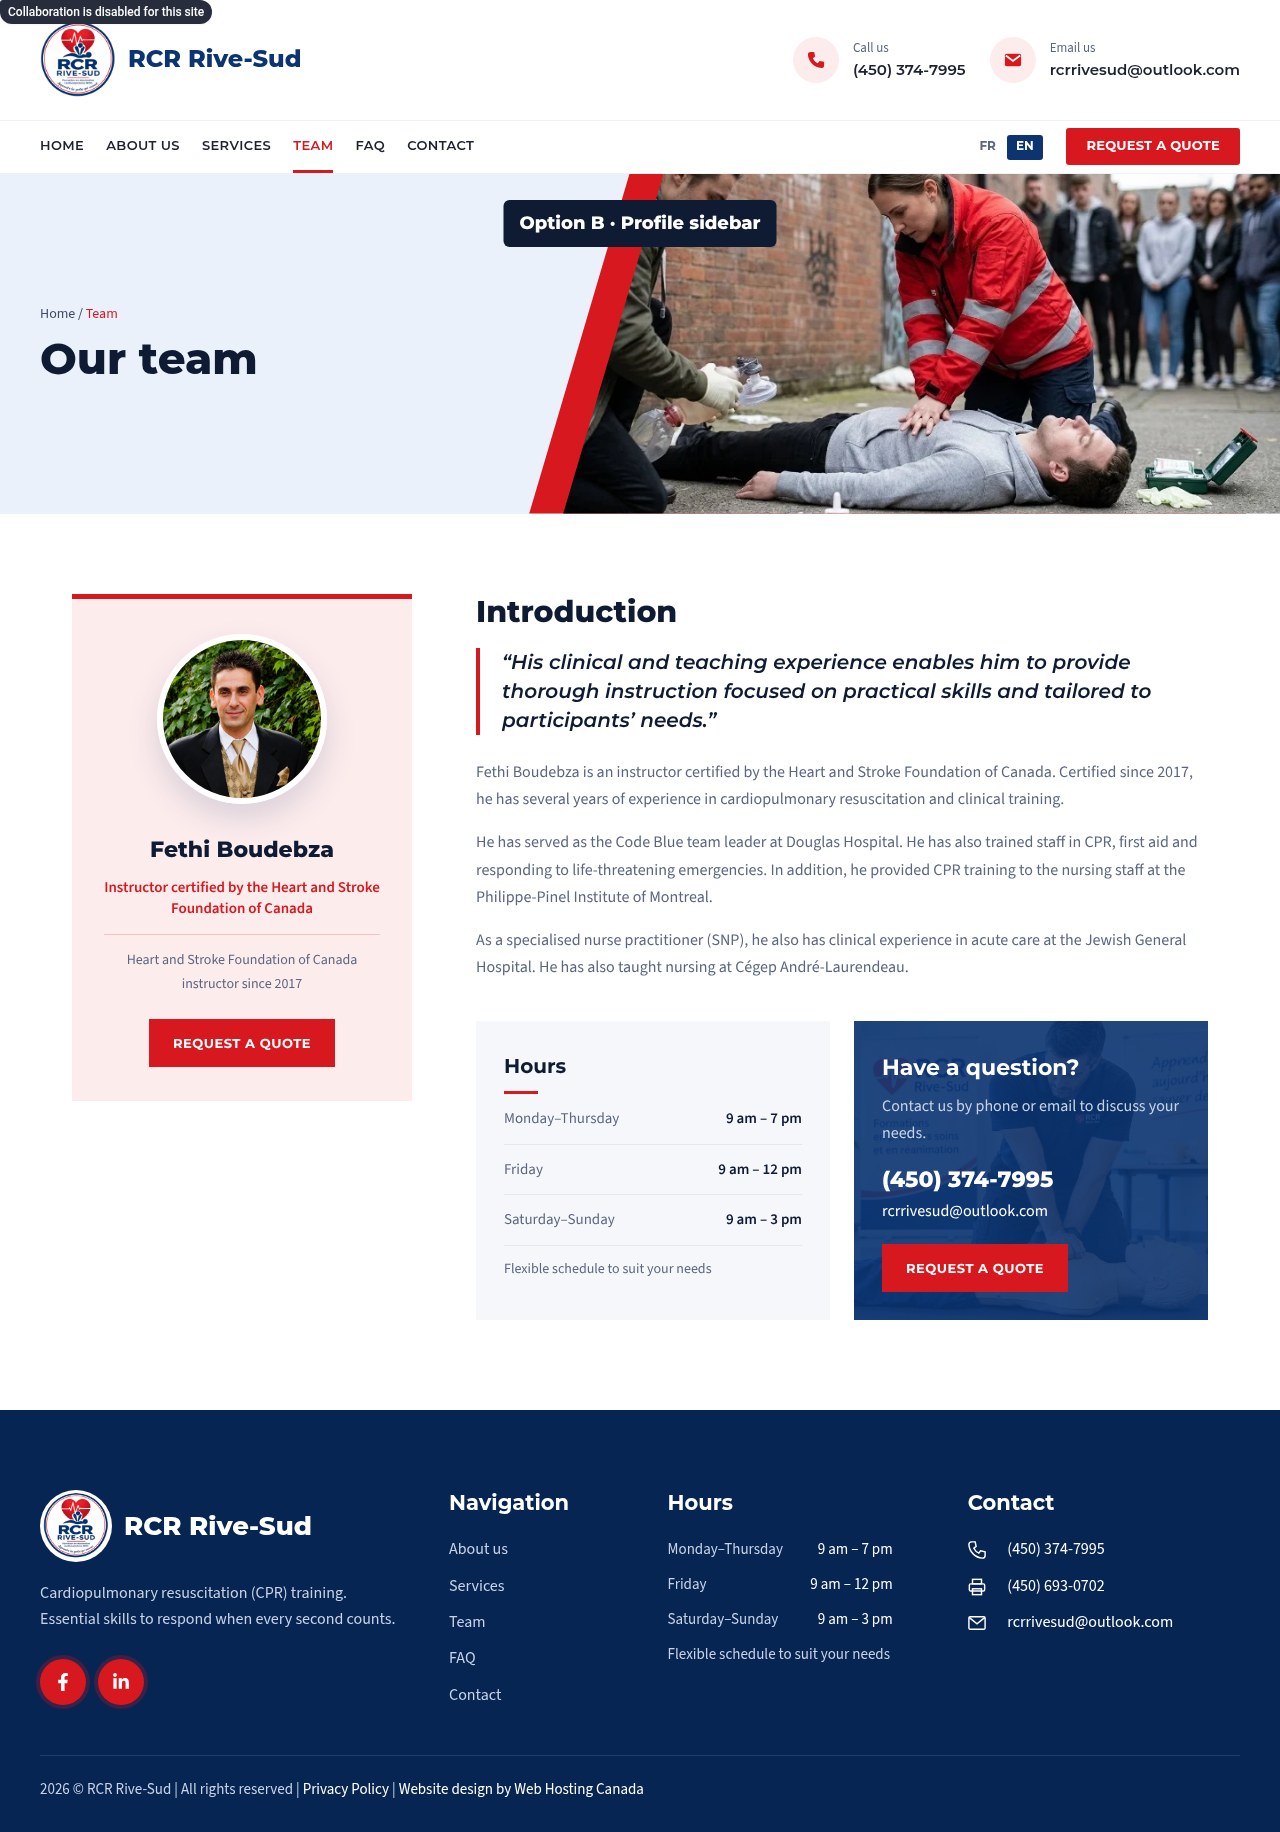 Collaboration is disabled for this site
RCR
RIVE-SUD
RCR Rive-Sud
Call us
(450) 374-7995
Email us
rcrrivesud@outlook.com
HOME ABOUT US SERVICES TEAM FAQ CONTACT
FR EN REQUEST A QUOTE
Option B · Profile sidebar
Home / Team
Our team
Fethi Boudebza
Instructor certified by the Heart and Stroke
Foundation of Canada
Heart and Stroke Foundation of Canada
instructor since 2017
REQUEST A QUOTE
Introduction
“His clinical and teaching experience enables him to provide
thorough instruction focused on practical skills and tailored to
participants’ needs.”
Fethi Boudebza is an instructor certified by the Heart and Stroke Foundation of Canada. Certified since 2017,
he has several years of experience in cardiopulmonary resuscitation and clinical training.
He has served as the Code Blue team leader at Douglas Hospital. He has also trained staff in CPR, first aid and
responding to life-threatening emergencies. In addition, he provided CPR training to the nursing staff at the
Philippe-Pinel Institute of Montreal.
As a specialised nurse practitioner (SNP), he also has clinical experience in acute care at the Jewish General
Hospital. He has also taught nursing at Cégep André-Laurendeau.
Hours
Monday–Thursday 9 am – 7 pm
Friday 9 am – 12 pm
Saturday–Sunday 9 am – 3 pm
Flexible schedule to suit your needs
Have a question?
Contact us by phone or email to discuss your
needs.
(450) 374-7995
rcrrivesud@outlook.com
REQUEST A QUOTE
RCR
RIVE-SUD
RCR Rive-Sud
Cardiopulmonary resuscitation (CPR) training.
Essential skills to respond when every second counts.
Navigation
About us
Services
Team
FAQ
Contact
Hours
Monday–Thursday 9 am – 7 pm
Friday 9 am – 12 pm
Saturday–Sunday 9 am – 3 pm
Flexible schedule to suit your needs
Contact
(450) 374-7995
(450) 693-0702
rcrrivesud@outlook.com
2026 © RCR Rive-Sud | All rights reserved | Privacy Policy | Website design by Web Hosting Canada